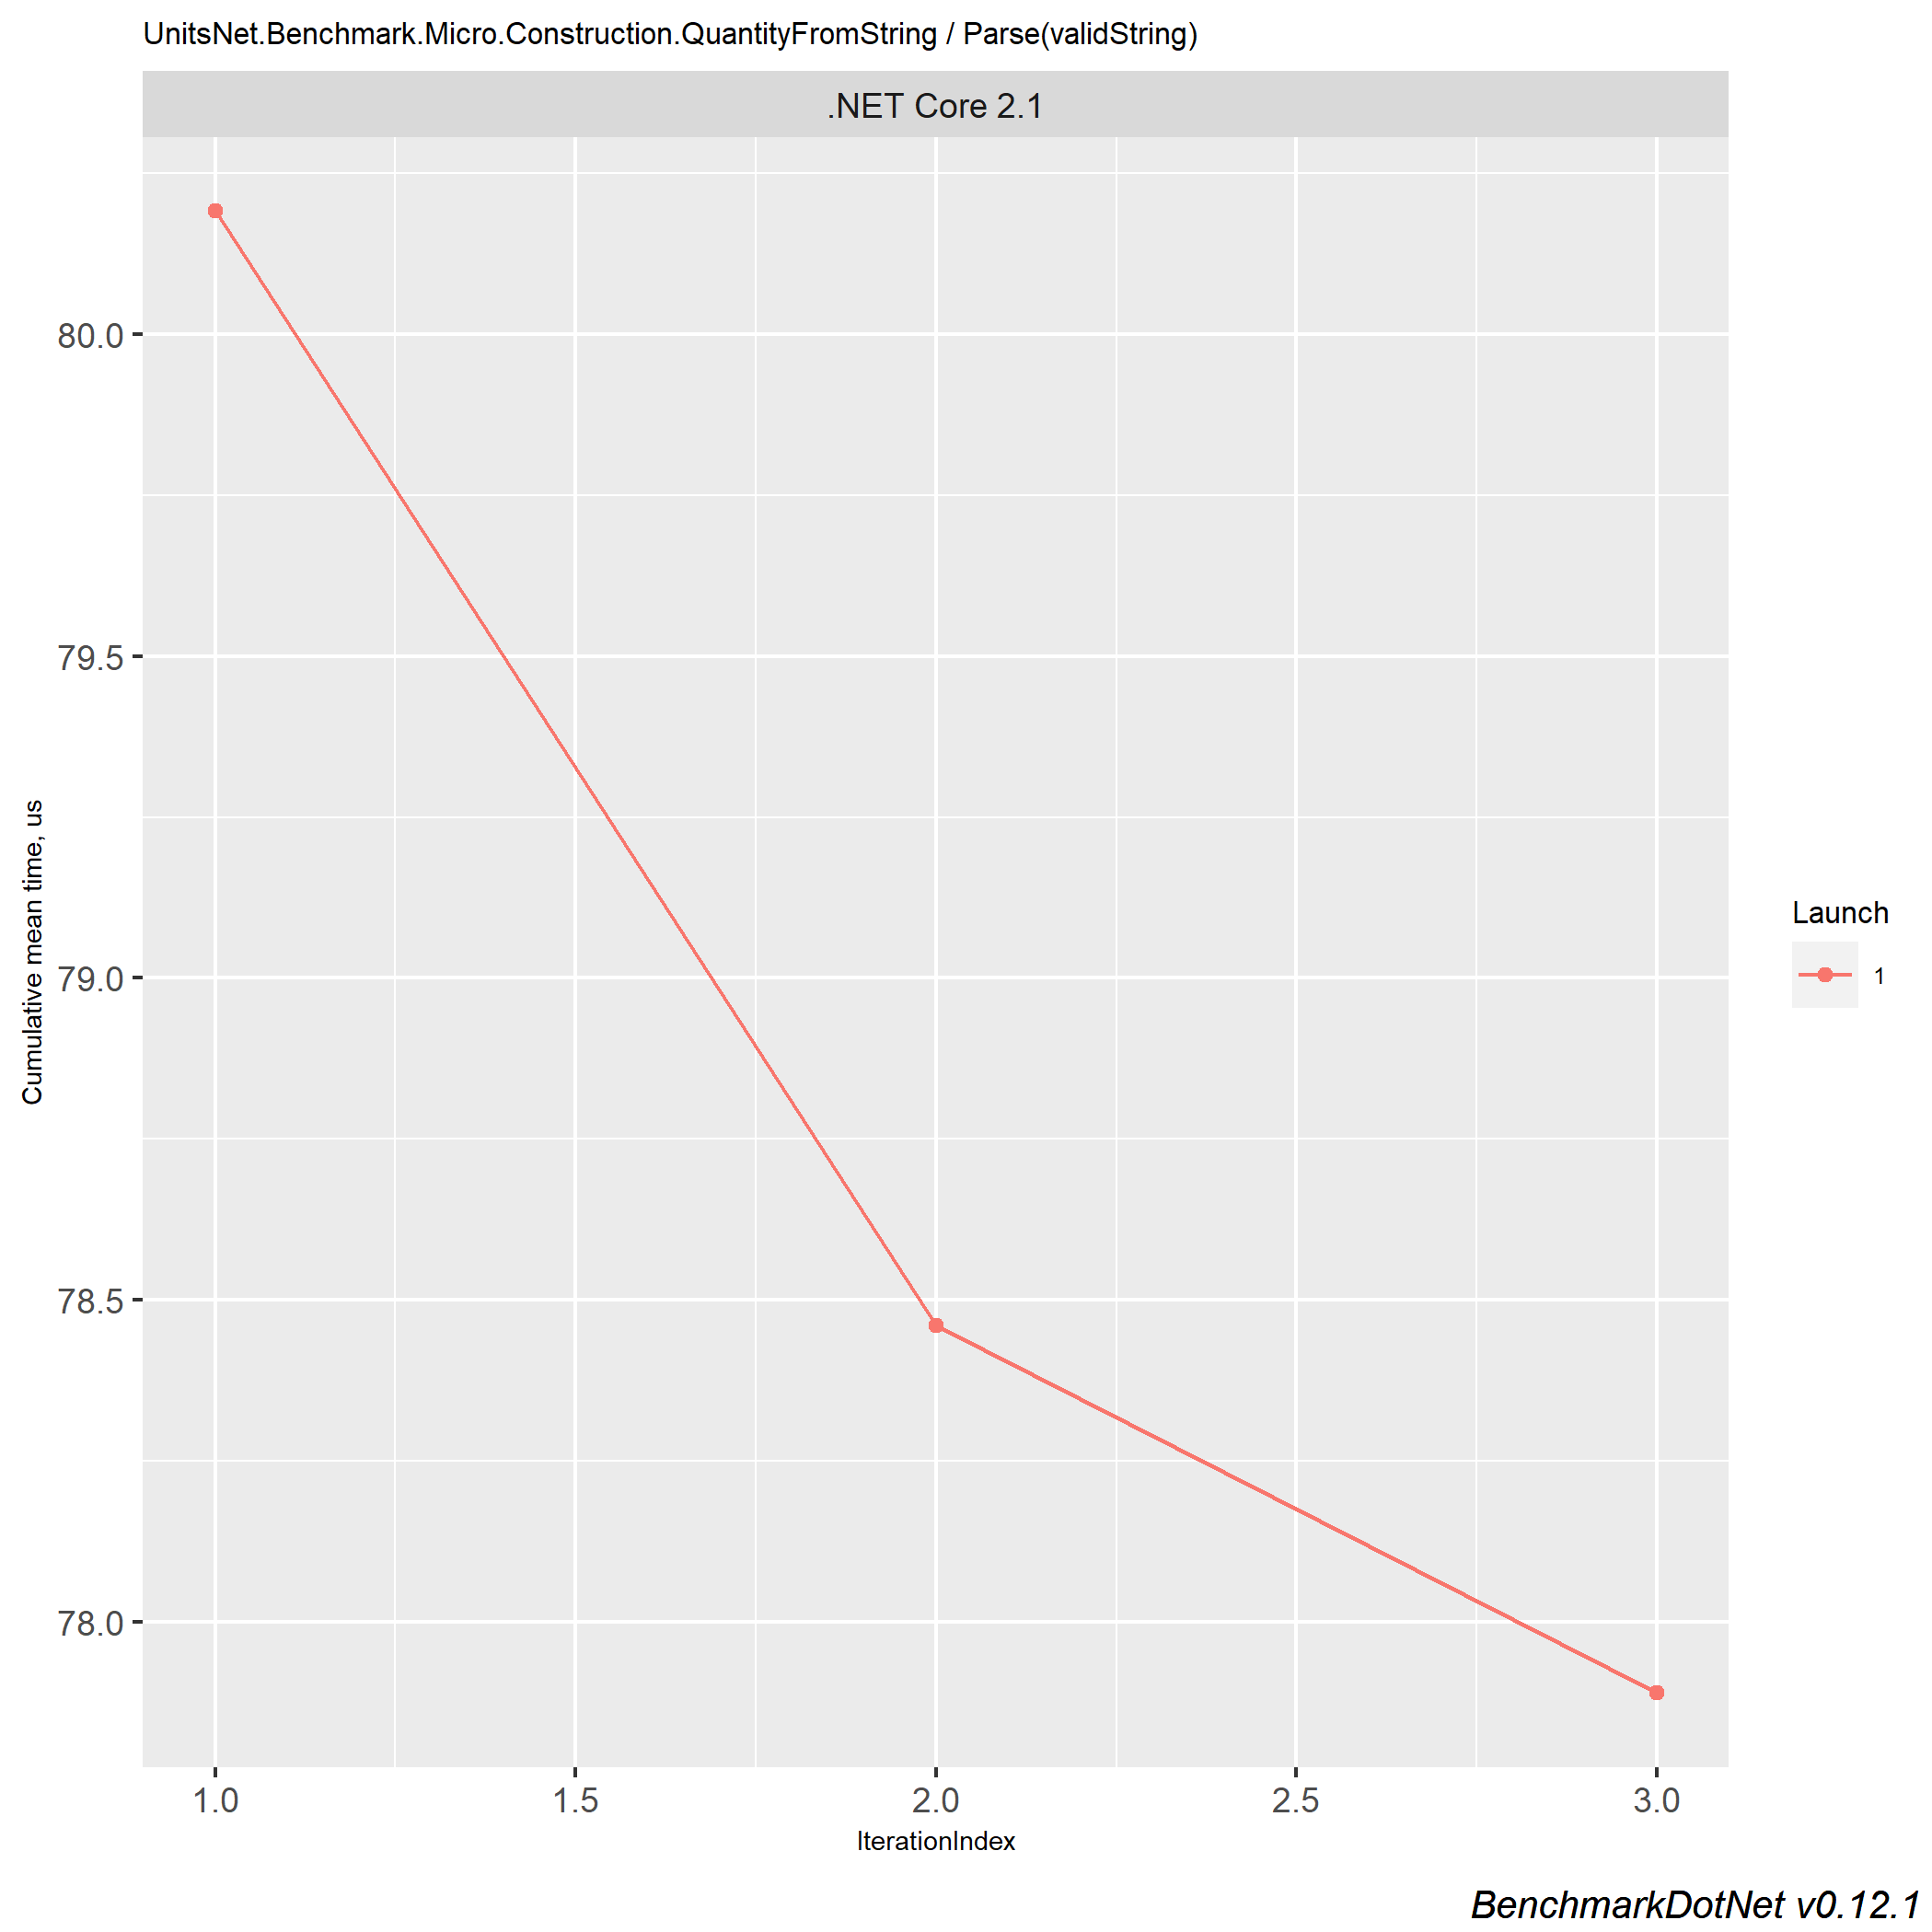 UnitsNet.Benchmark.Micro.Construction.QuantityFromString / Parse(validString)
.NET Core 2.1
80.0
79.5
79.0
78.5
78.0
Cumulative mean time, us
1.0 1.5 2.0 2.5 3.0
IterationIndex
Launch
1
BenchmarkDotNet v0.12.1